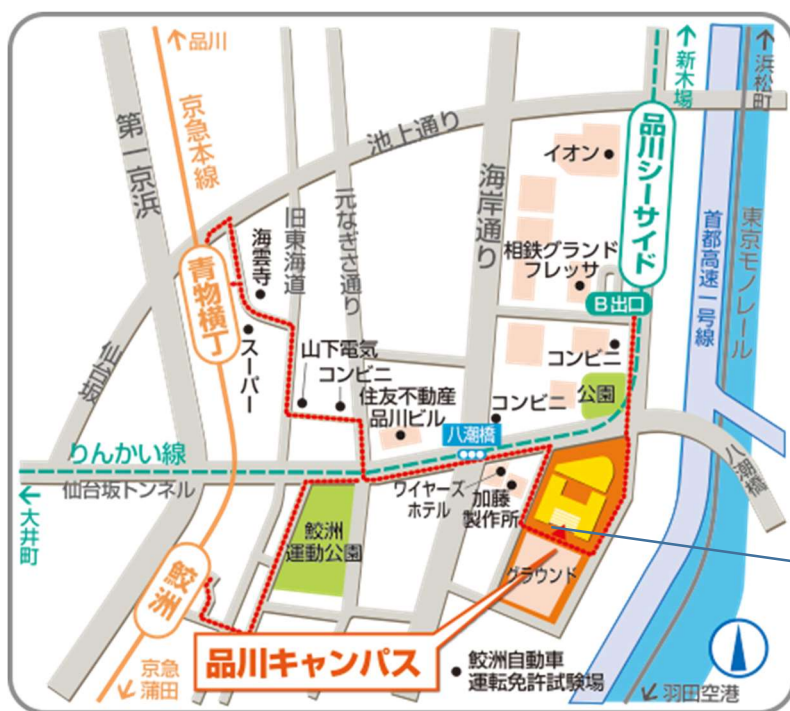 品川
京急本線
第一京浜
池上通り
海岸通り
イオン
新木場
浜松町
品川シーサイド
旧東海道
元なぎさ通り
海雲寺
相鉄グランド
フレッサ
B出口
首都高速一号線
東京モノレール
青物横丁
仙台坂
スーパー
山下電気
コンビニ
住友不動産
品川ビル
コンビニ
コンビニ
公園
八潮橋
八潮橋
りんかい線
仙台坂トンネル
大井町
ワイヤーズ
ホテル
加藤
製作所
鮫洲
運動公園
グラウンド
鮫洲
品川キャンパス
鮫洲自動車
運転免許試験場
京急
蒲田
羽田空港